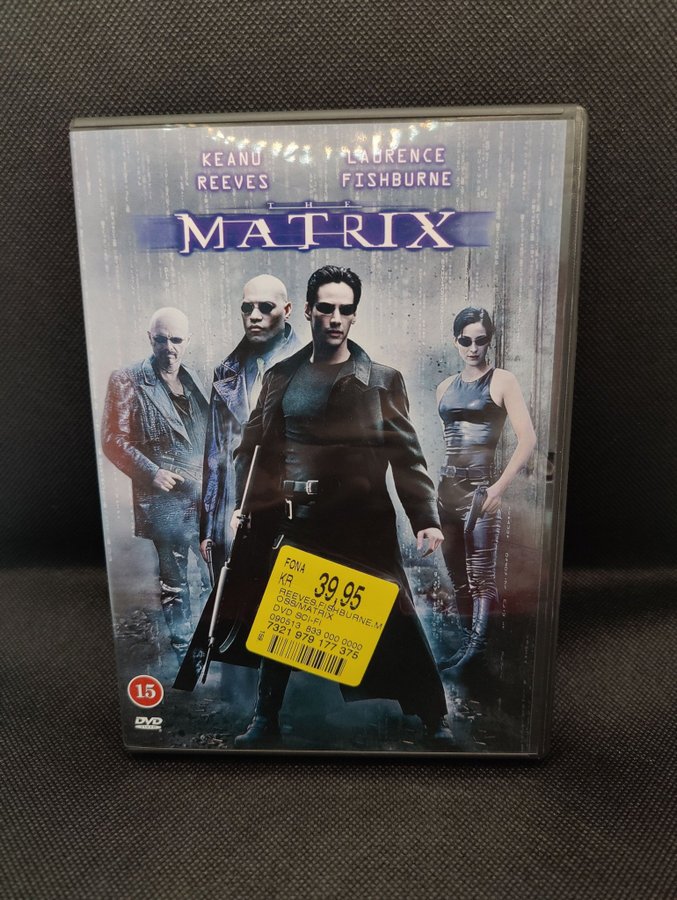 KEANU
REEVES
LAURENCE
FISHBURNE
THE
MATRIX
FONA
KR 39,95
REEVES,FISHBURNE,M
OSS/MATRIX
DVD SCI-FI
090513 833 000 0000
7321 979 177 375
15
DVD